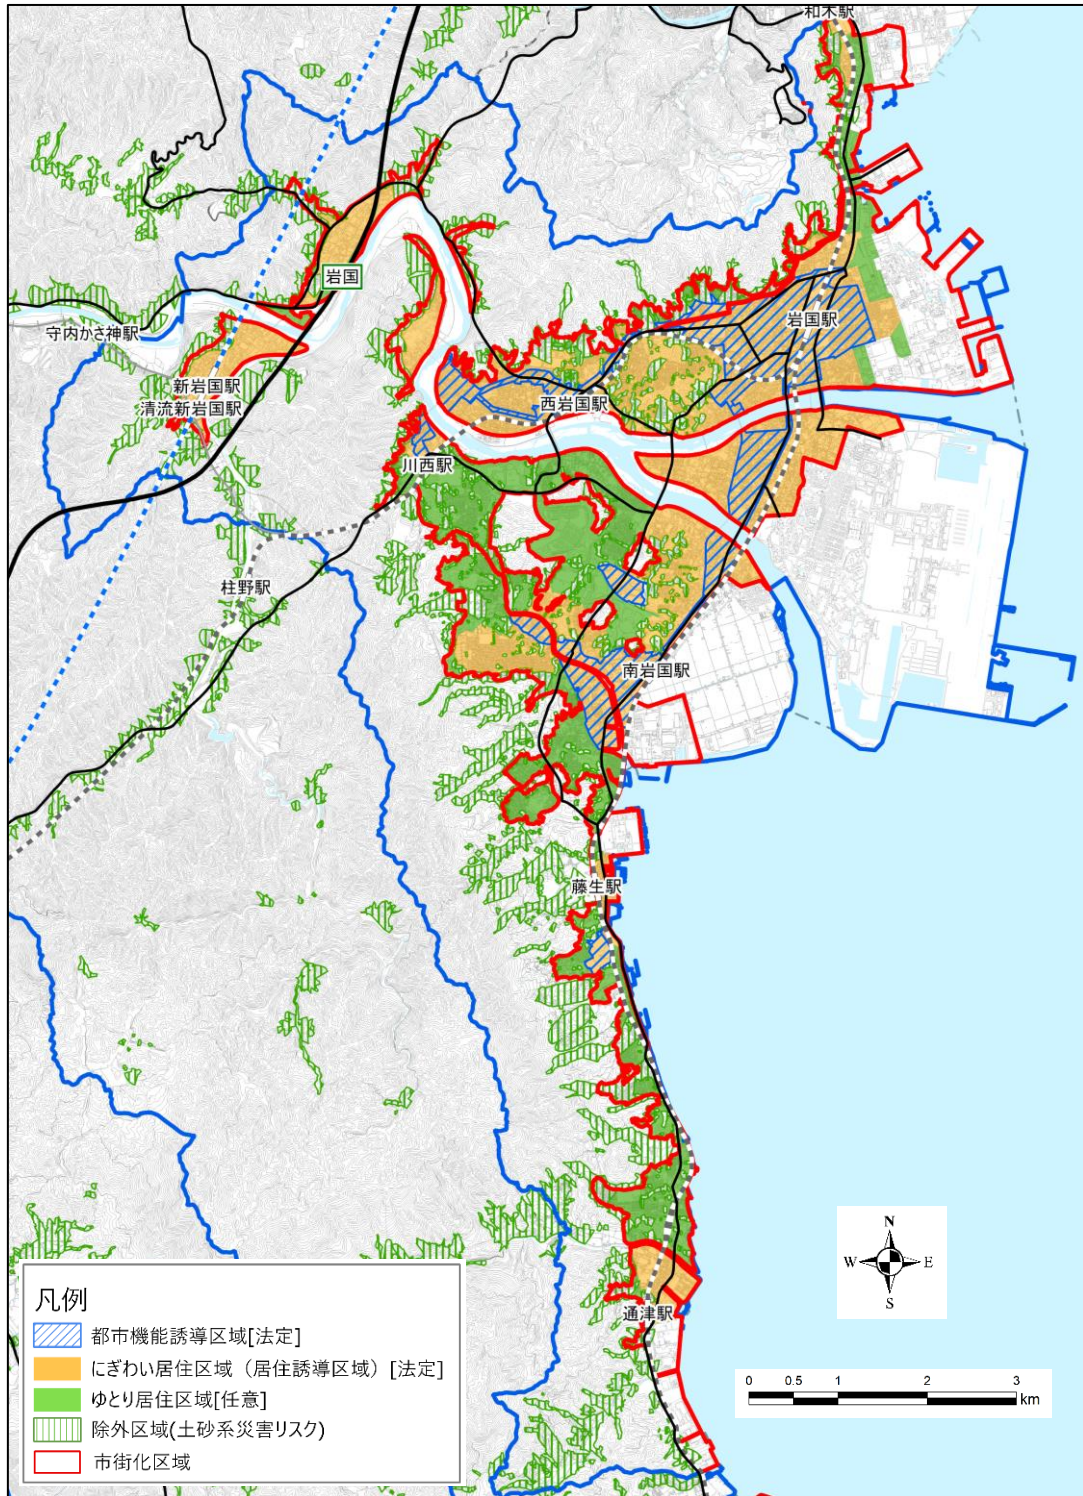 和木駅
岩国
守内かさ神駅
岩国駅
新岩国駅
清流新岩国駅
西岩国駅
川西駅
柱野駅
南岩国駅
藤生駅
通津駅
N
W
E
S
0 0.5 1 2 3
km
凡例
都市機能誘導区域[法定]
にぎわい居住区域（居住誘導区域）[法定]
ゆとり居住区域[任意]
除外区域(土砂系災害リスク)
市街化区域